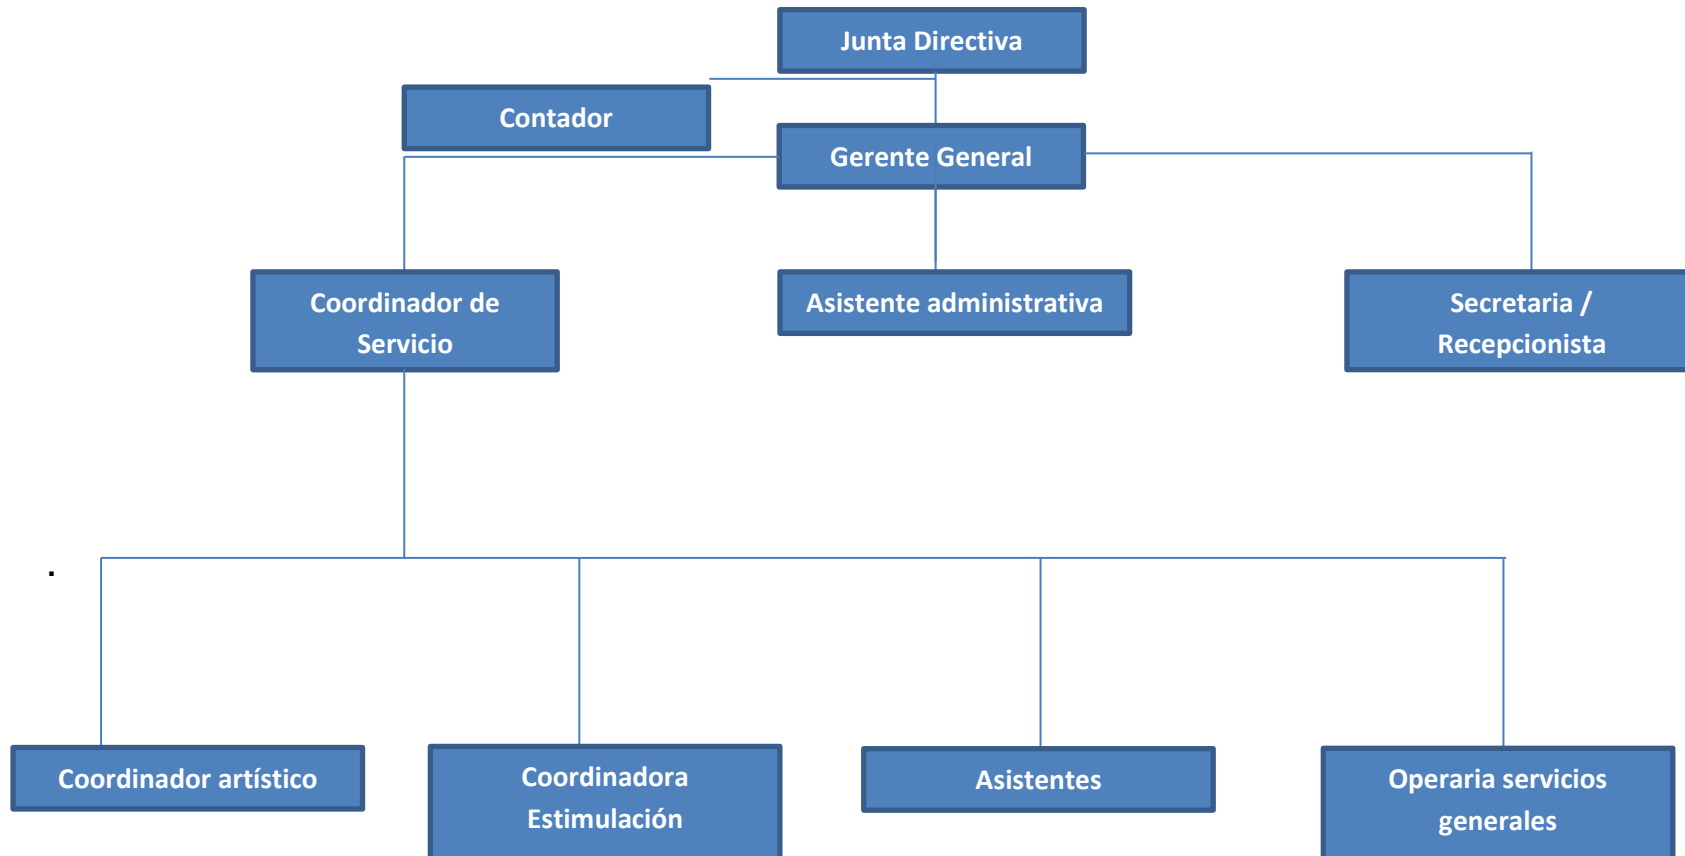 Junta Directiva
Contador
Gerente General
Coordinador de
Servicio
Asistente administrativa
Secretaria /
Recepcionista
.
Coordinador artístico
Coordinadora
Estimulación
Asistentes
Operaria servicios
generales